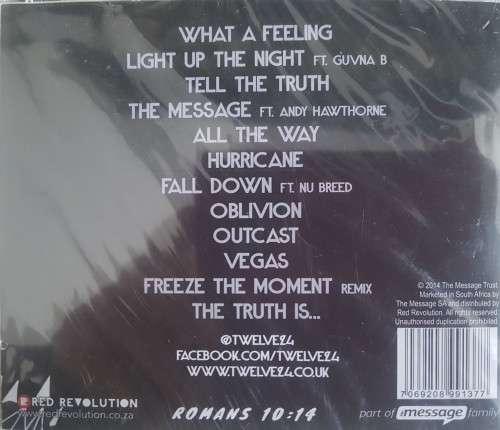 WHAT A FEELING
LIGHT UP THE NIGHT FT. GUVNA B
TELL THE TRUTH
THE MESSAGE FT. ANDY HAWTHORNE
ALL THE WAY
HURRICANE
FALL DOWN FT. NU BREED
OBLIVION
OUTCAST
VEGAS
FREEZE THE MOMENT REMIX
THE TRUTH IS...
@TWELVE24
FACEBOOK.COM/TWELVE24
WWW.TWELVE24.CO.UK
© 2014 The Message Trust.
Marketed in South Africa by
The Message SA and distributed by
Red Revolution. All rights reserved.
Unauthorised duplication prohibited.
7069208991377
RED REVOLUTION
www.redrevolution.co.za
ROMANS 10:14
part of message family